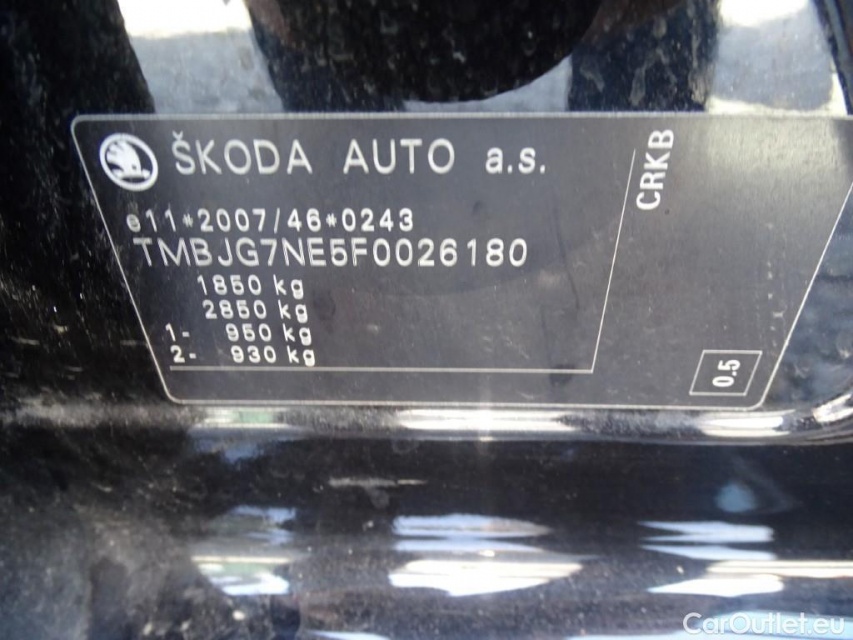 ŠKODA AUTO a.s.
e11*2007/46*0243
TMBJG7NE5F0026180
1850 kg
2850 kg
1- 950 kg
2- 930 kg
CRKB
0.5
CarOutlet.eu